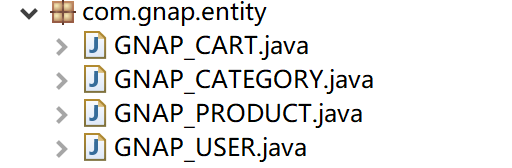 com.gnap.entity
GNAP_CART.java
GNAP_CATEGORY.java
GNAP_PRODUCT.java
GNAP_USER.java